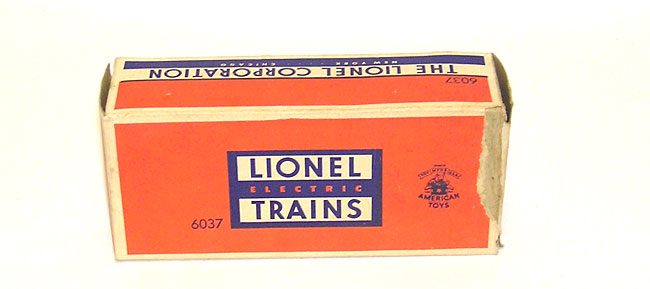 THE LIONEL CORPORATION
NEW YORK CHICAGO
6037
LIONEL
ELECTRIC
TRAINS
6037
AMERICAN
TOYS